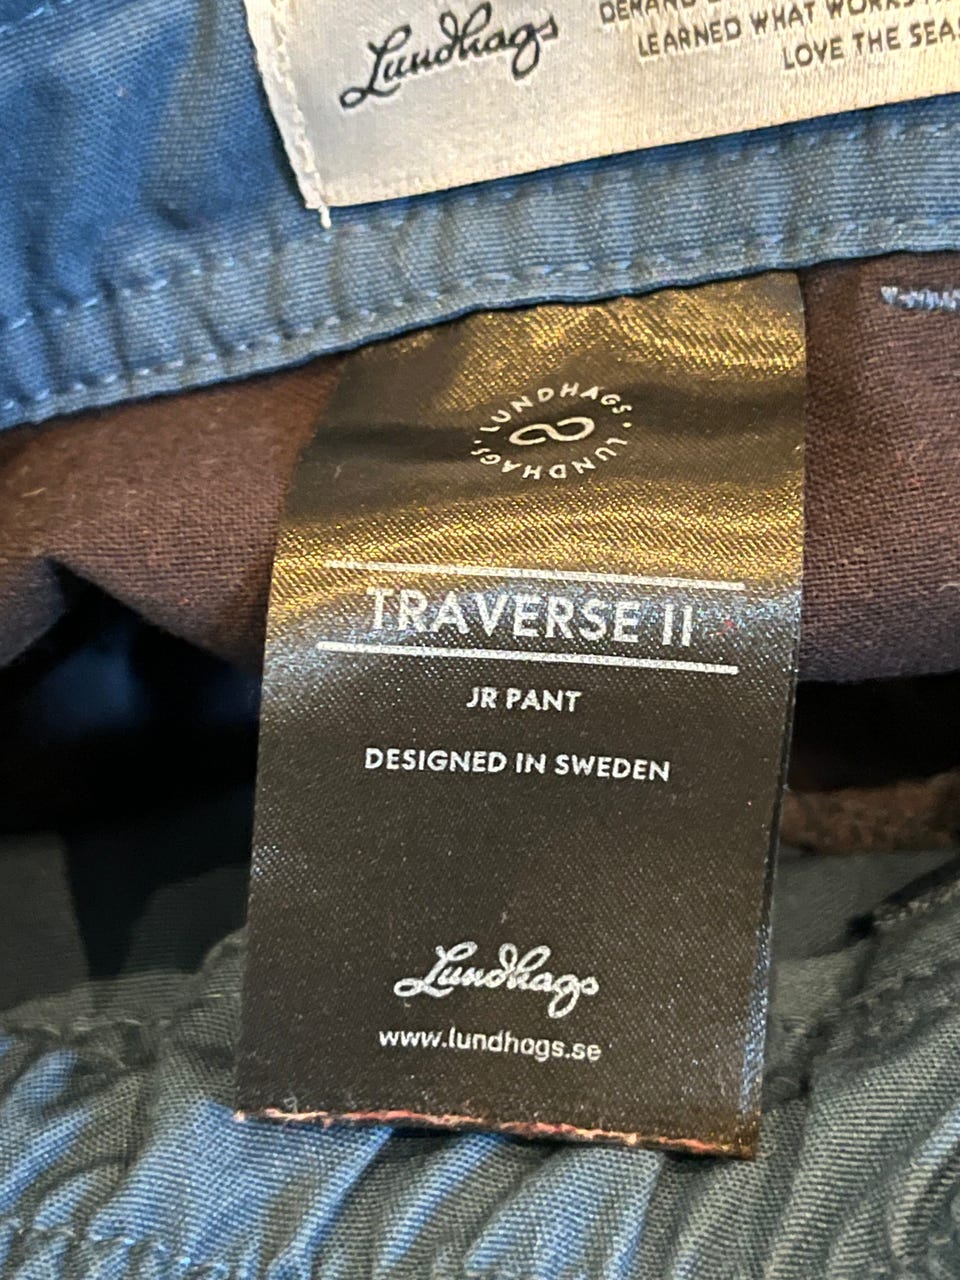 Lundhags
LEARNED WHAT WORKS
LOVE THE
LUNDHAGS' LUNDHAGS'
TRAVERSE II
JR PANT
DESIGNED IN SWEDEN
Lundhags
www.lundhags.se